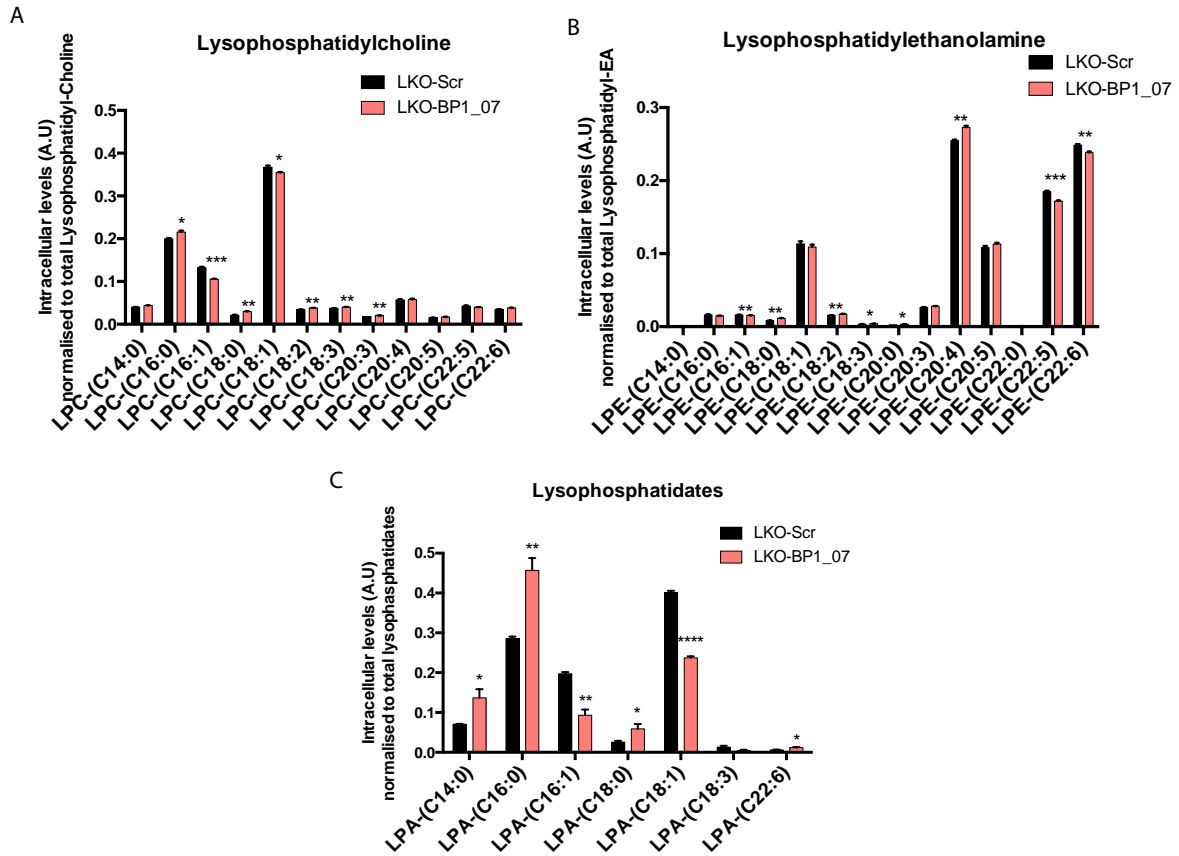 A
Lysophosphatidylcholine
LKO-Scr
LKO-BP1_07
Intracellular levels (A.U)
normalised to total Lysophosphatidyl-Choline
0.5
0.4
0.3
0.2
0.1
0.0
*
***
**
*
**
**
**
LPC-(C14:0)
LPC-(C16:0)
LPC-(C16:1)
LPC-(C18:0)
LPC-(C18:1)
LPC-(C18:2)
LPC-(C18:3)
LPC-(C20:3)
LPC-(C20:4)
LPC-(C20:5)
LPC-(C22:5)
LPC-(C22:6)
B
Lysophosphatidylethanolamine
LKO-Scr
LKO-BP1_07
Intracellular levels (A.U)
normalised to total Lysophosphatidyl-EA
0.3
0.2
0.1
0.0
**
**
**
*
*
**
***
**
LPE-(C14:0)
LPE-(C16:0)
LPE-(C16:1)
LPE-(C18:0)
LPE-(C18:1)
LPE-(C18:2)
LPE-(C18:3)
LPE-(C20:0)
LPE-(C20:3)
LPE-(C20:4)
LPE-(C20:5)
LPE-(C22:0)
LPE-(C22:5)
LPE-(C22:6)
C
Lysophosphatidates
LKO-Scr
LKO-BP1_07
Intracellular levels (A.U)
normalised to total lysophasphatidates
0.5
0.4
0.3
0.2
0.1
0.0
*
**
**
*
****
*
LPA-(C14:0)
LPA-(C16:0)
LPA-(C16:1)
LPA-(C18:0)
LPA-(C18:1)
LPA-(C18:3)
LPA-(C22:6)